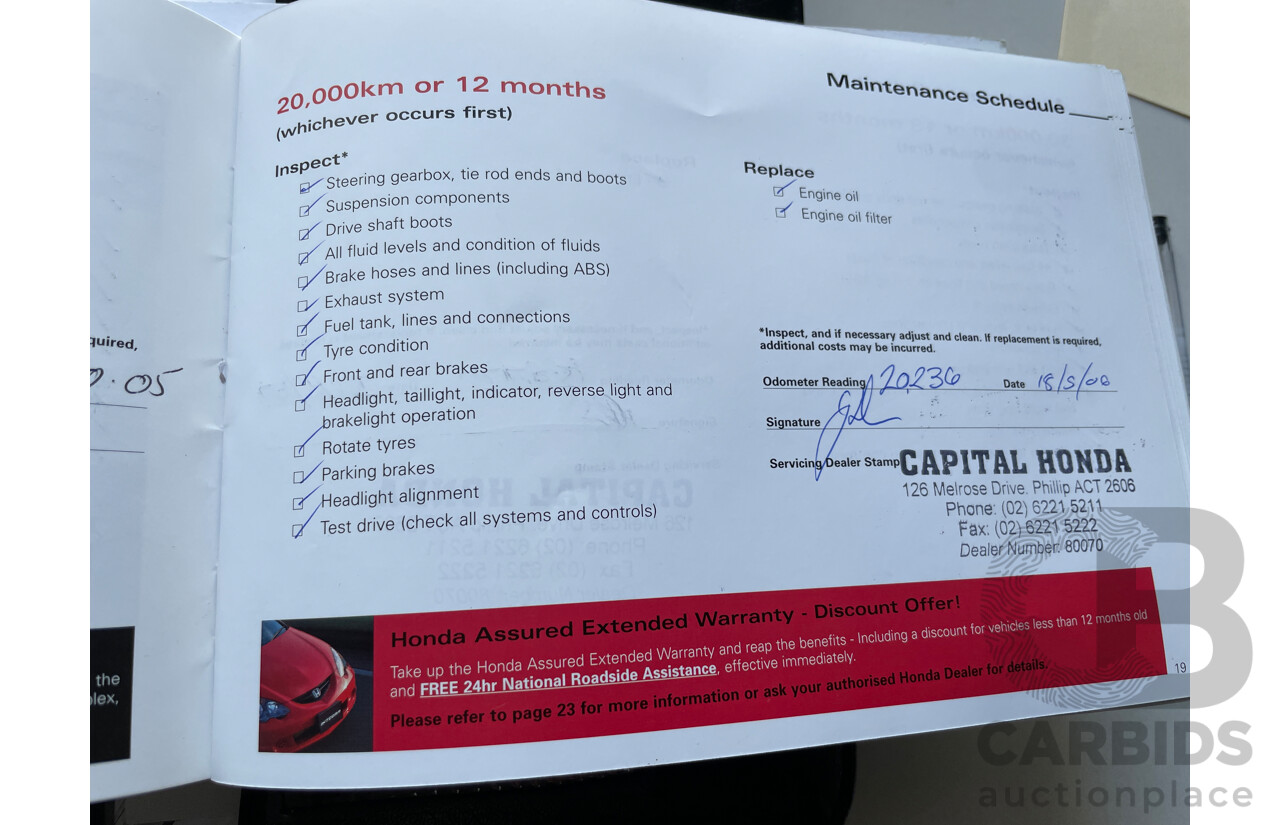 quired,
.05
the
lex,
20,000km or 12 months
(whichever occurs first)
Inspect*
Steering gearbox, tie rod ends and boots
Suspension components
Drive shaft boots
All fluid levels and condition of fluids
Brake hoses and lines (including ABS)
Exhaust system
Fuel tank, lines and connections
Tyre condition
Front and rear brakes
Headlight, taillight, indicator, reverse light and
brakelight operation
Rotate tyres
Parking brakes
Headlight alignment
Test drive (check all systems and controls)
Maintenance Schedule
Replace
Engine oil
Engine oil filter
*Inspect, and if necessary adjust and clean. If replacement is required,
additional costs may be incurred.
Odometer Reading 20236 Date 18/5/06
Signature
Servicing Dealer Stamp CAPITAL HONDA
126 Melrose Drive. Phillip ACT 2606
Phone: (02) 6221 5211
Fax: (02) 6221 5222
Dealer Number: 80070
Honda Assured Extended Warranty - Discount Offer!
Take up the Honda Assured Extended Warranty and reap the benefits - Including a discount for vehicles less than 12 months old
and FREE 24hr National Roadside Assistance, effective immediately.
Please refer to page 23 for more information or ask your authorised Honda Dealer for details.
19
CARBIDS
auctionplace